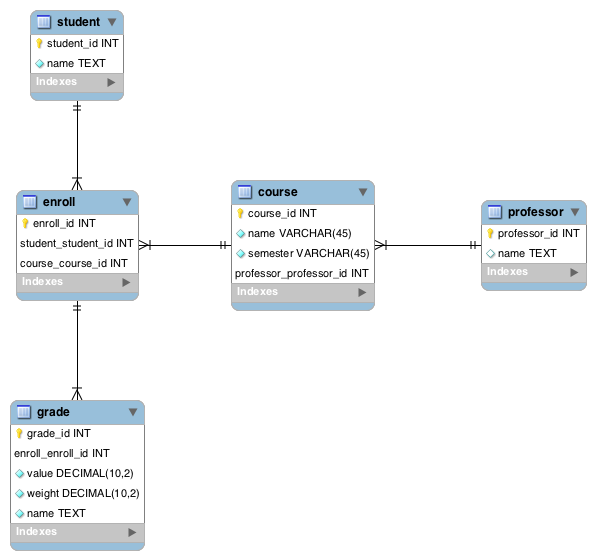 student
student_id INT
name TEXT
Indexes
enroll
enroll_id INT
student_student_id INT
course_course_id INT
Indexes
course
course_id INT
name VARCHAR(45)
semester VARCHAR(45)
professor_professor_id INT
Indexes
professor
professor_id INT
name TEXT
Indexes
grade
grade_id INT
enroll_enroll_id INT
value DECIMAL(10,2)
weight DECIMAL(10,2)
name TEXT
Indexes